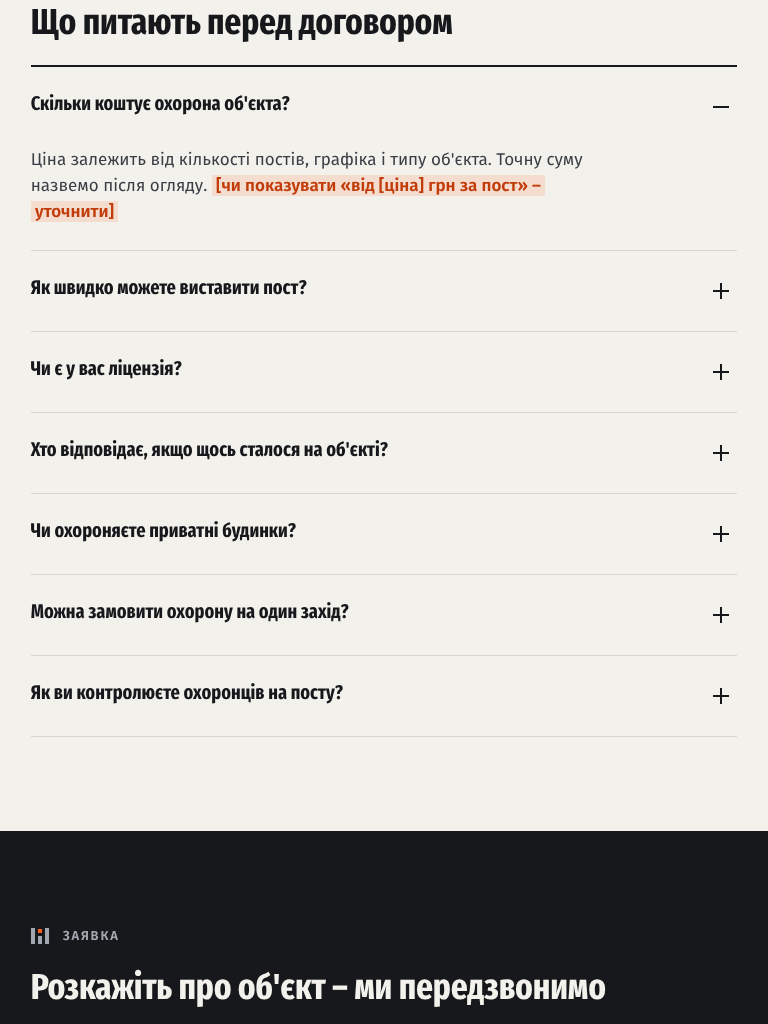 Що питають перед договором
Скільки коштує охорона об'єкта?
Ціна залежить від кількості постів, графіка і типу об'єкта. Точну суму
назвемо після огляду. [чи показувати «від [ціна] грн за пост» –
уточнити]
Як швидко можете виставити пост?
Чи є у вас ліцензія?
Хто відповідає, якщо щось сталося на об'єкті?
Чи охороняєте приватні будинки?
Можна замовити охорону на один захід?
Як ви контролюєте охоронців на посту?
ЗАЯВКА
Розкажіть про об'єкт – ми передзвонимо